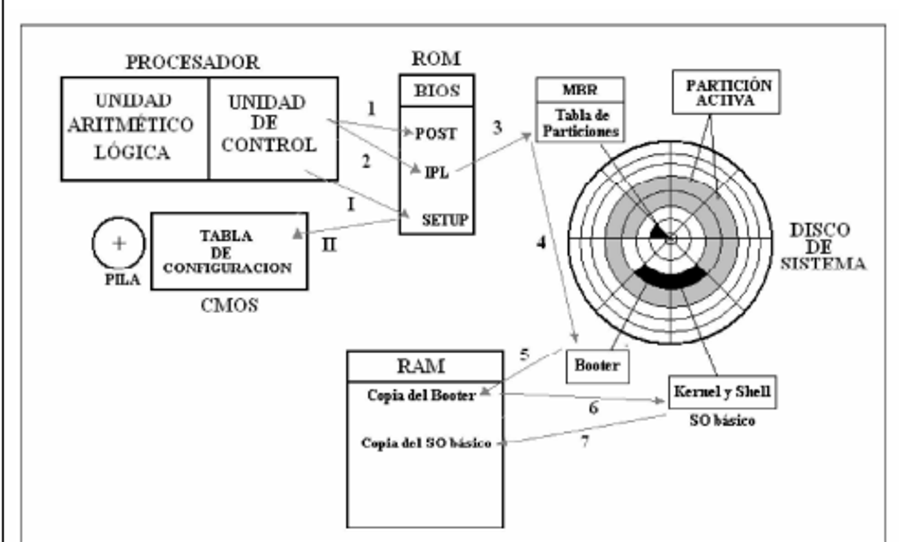 PROCESADOR
UNIDAD
ARITMÉTICO
LÓGICA
UNIDAD
DE
CONTROL
1
2
I
II
ROM
BIOS
POST
IPL
SETUP
3
MBR
Tabla de
Particiones
PARTICIÓN
ACTIVA
DISCO
DE
SISTEMA
4
PILA
TABLA
DE
CONFIGURACION
CMOS
RAM
Copia del Booter
Copia del SO básico
5
6
7
Booter
Kernel y Shell
SO básico